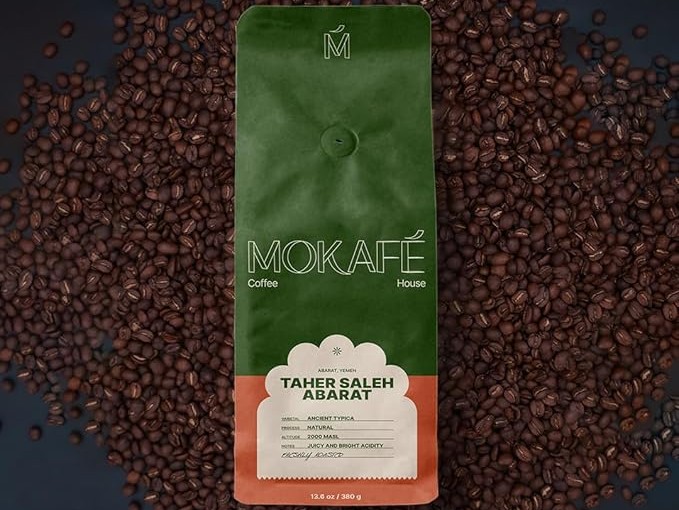 Ḿ
MOKAFÉ
Coffee House
ABARAT, YEMEN
TAHER SALEH
ABARAT
VARIETAL ANCIENT TYPICA
PROCESS NATURAL
ALTITUDE 2000 MASL
NOTES JUICY AND BRIGHT ACIDITY
FRESHLY ROASTED
12.6 oz / 380 g